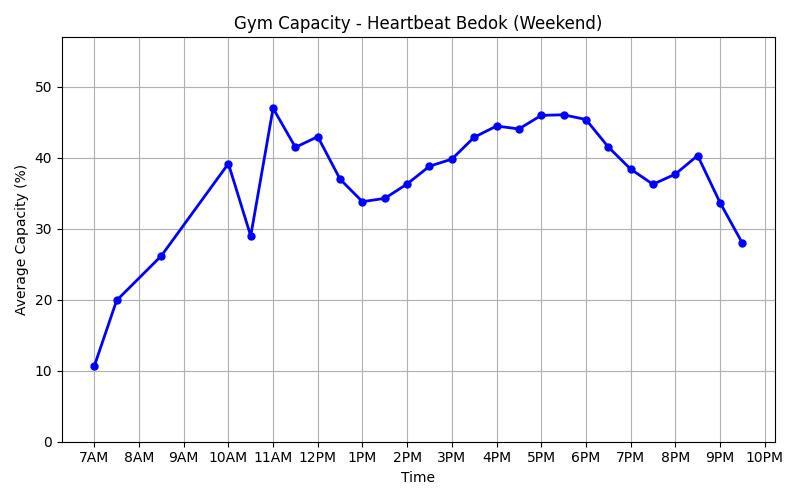 Gym Capacity - Heartbeat Bedok (Weekend)
Average Capacity (%)
50
40
30
20
10
0
7AM 8AM 9AM 10AM 11AM 12PM 1PM 2PM 3PM 4PM 5PM 6PM 7PM 8PM 9PM 10PM
Time